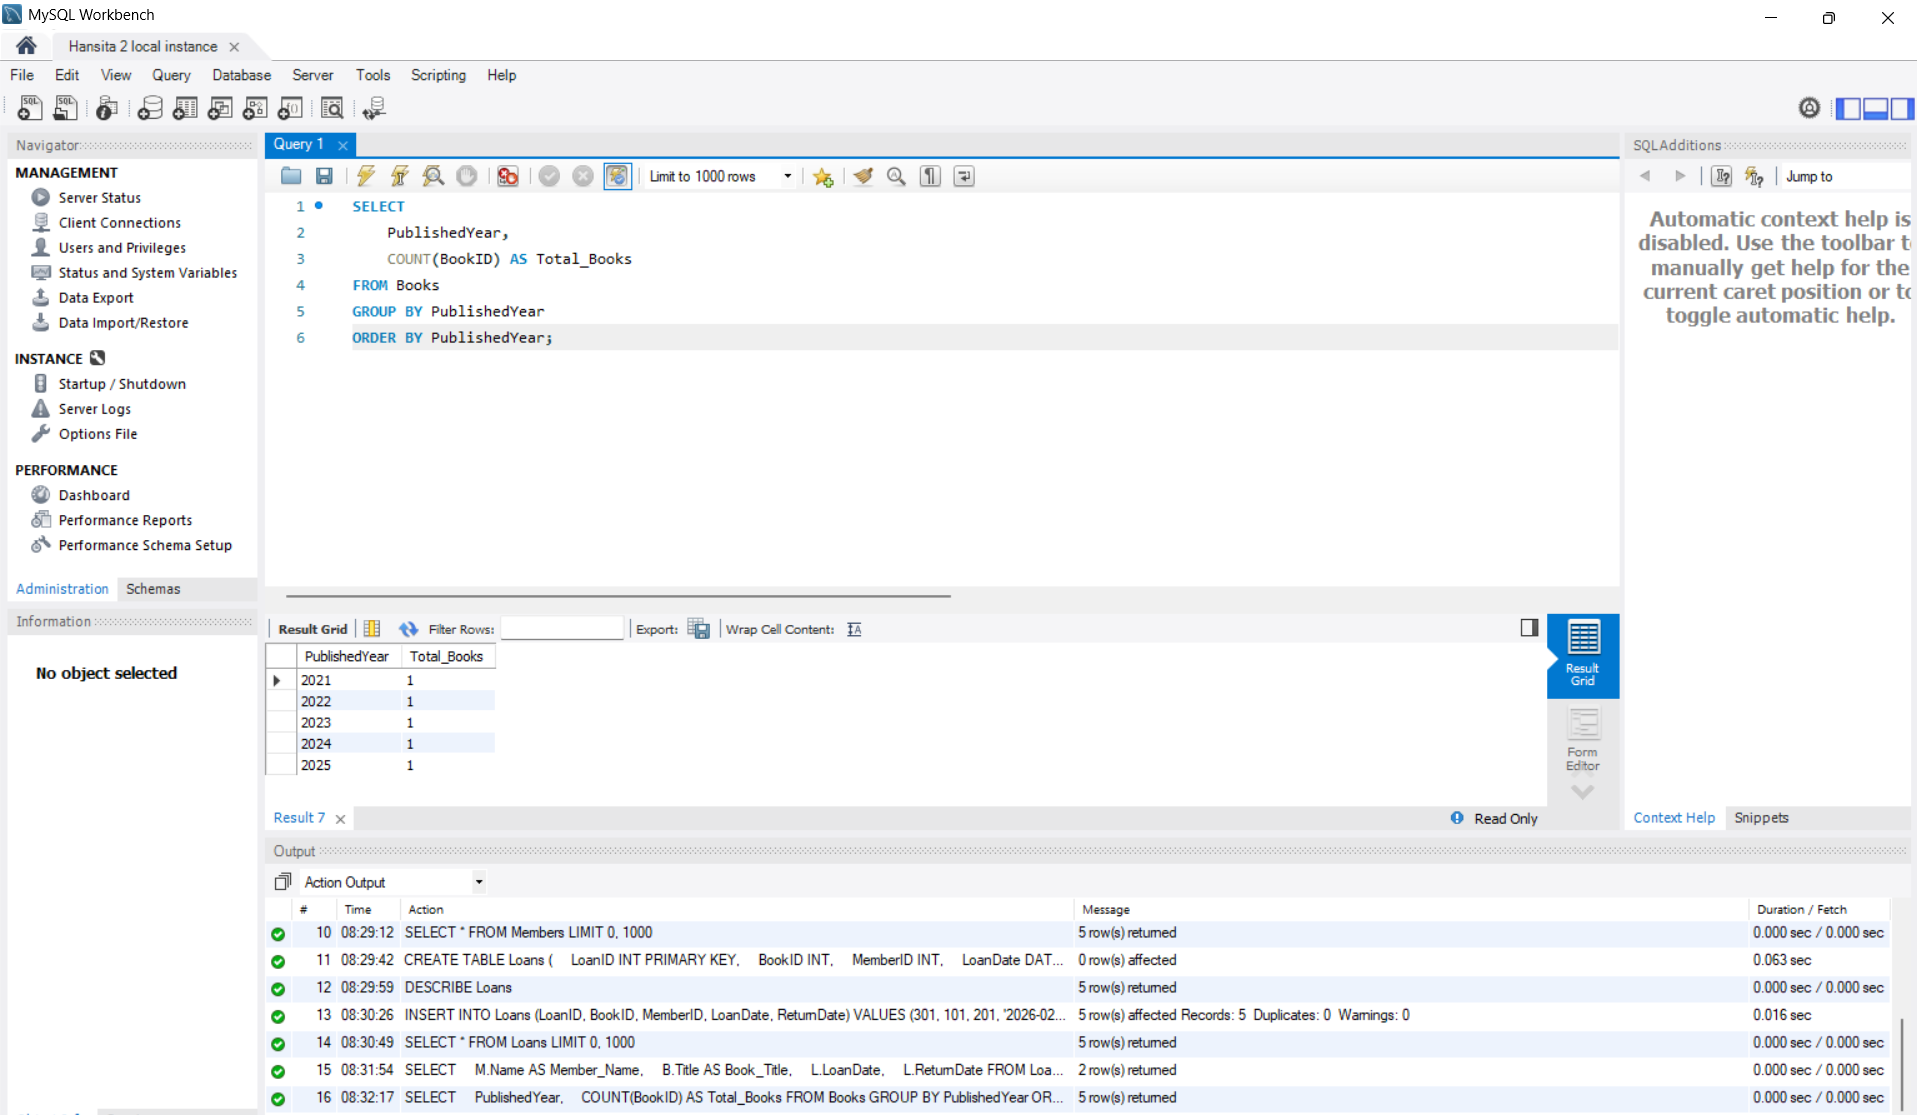 MySQL Workbench
Hansita 2 local instance
File Edit View Query Database Server Tools Scripting Help
Navigator
MANAGEMENT
Server Status
Client Connections
Users and Privileges
Status and System Variables
Data Export
Data Import/Restore
INSTANCE
Startup / Shutdown
Server Logs
Options File
PERFORMANCE
Dashboard
Performance Reports
Performance Schema Setup
Administration Schemas
Information
No object selected
Query 1
Limit to 1000 rows
1 SELECT
2 PublishedYear,
3 COUNT(BookID) AS Total_Books
4 FROM Books
5 GROUP BY PublishedYear
6 ORDER BY PublishedYear;
Result Grid Filter Rows: Export: Wrap Cell Content:
PublishedYear Total_Books
2021 1
2022 1
2023 1
2024 1
2025 1
Result Grid
Form Editor
Result 7
Read Only
SQLAdditions
Jump to
Automatic context help is
disabled. Use the toolbar t
manually get help for the
current caret position or to
toggle automatic help.
Context Help Snippets
Output
Action Output
# Time Action Message Duration / Fetch
10 08:29:12 SELECT * FROM Members LIMIT 0, 1000 5 row(s) returned 0.000 sec / 0.000 sec
11 08:29:42 CREATE TABLE Loans ( LoanID INT PRIMARY KEY, BookID INT, MemberID INT, LoanDate DAT... 0 row(s) affected 0.063 sec
12 08:29:59 DESCRIBE Loans 5 row(s) returned 0.000 sec / 0.000 sec
13 08:30:26 INSERT INTO Loans (LoanID, BookID, MemberID, LoanDate, ReturnDate) VALUES (301, 101, 201, '2026-02... 5 row(s) affected Records: 5 Duplicates: 0 Warnings: 0 0.016 sec
14 08:30:49 SELECT * FROM Loans LIMIT 0, 1000 5 row(s) returned 0.000 sec / 0.000 sec
15 08:31:54 SELECT M.Name AS Member_Name, B.Title AS Book_Title, L.LoanDate, L.ReturnDate FROM Loa... 2 row(s) returned 0.000 sec / 0.000 sec
16 08:32:17 SELECT PublishedYear, COUNT(BookID) AS Total_Books FROM Books GROUP BY PublishedYear OR... 5 row(s) returned 0.000 sec / 0.000 sec